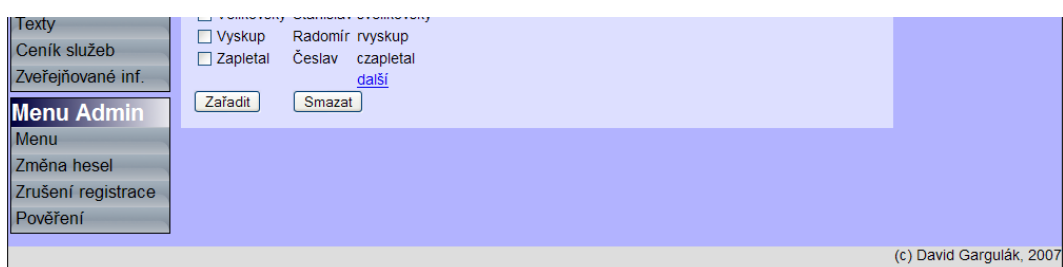 Texty
Ceník služeb
Zveřejňované inf.
Menu Admin
Menu
Změna hesel
Zrušení registrace
Pověření
Vyskup Radomír rvyskup
Zapletal Česlav czapletal
další
Zařadit Smazat
(c) David Gargulák, 2007